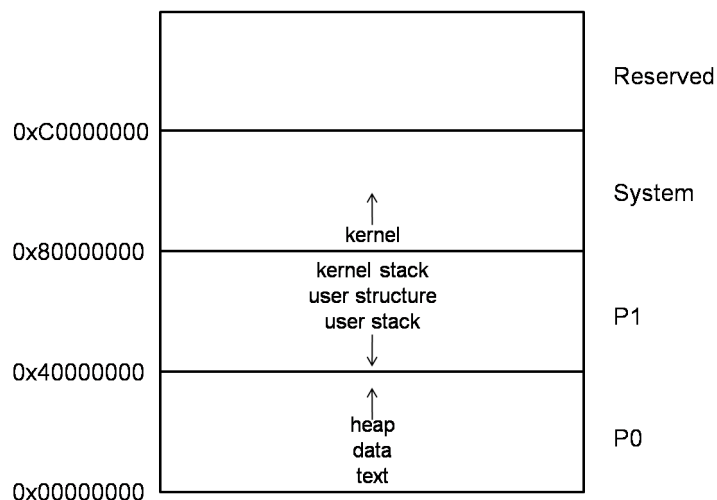 Reserved
0xC0000000
System
kernel
0x80000000
kernel stack
user structure
user stack
P1
0x40000000
heap
data
text
P0
0x00000000